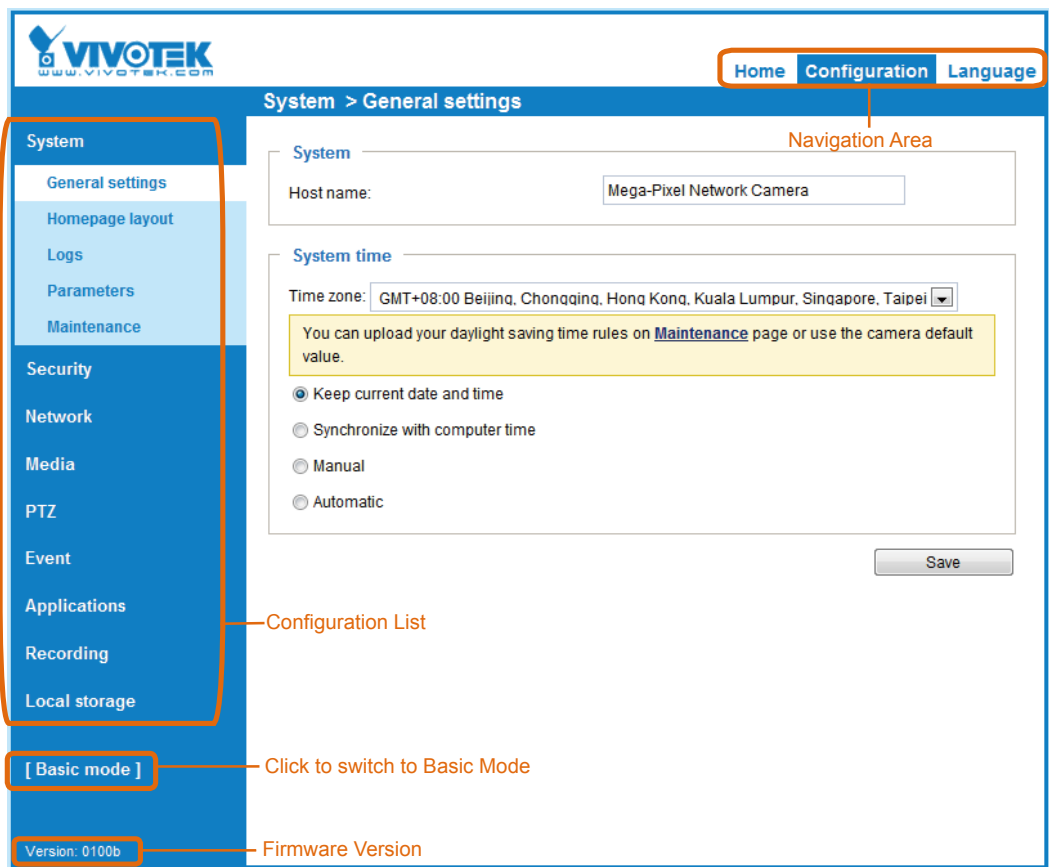 VIVOTEK
www.vivotek.com
Home Configuration Language
System > General settings
Navigation Area
System
General settings
Homepage layout
Logs
Parameters
Maintenance
Security
Network
Media
PTZ
Event
Applications
Recording
Local storage
[ Basic mode ]
Version: 0100b
System
Host name: Mega-Pixel Network Camera
System time
Time zone: GMT+08:00 Beijing, Chongqing, Hong Kong, Kuala Lumpur, Singapore, Taipei
You can upload your daylight saving time rules on Maintenance page or use the camera default
value.
Keep current date and time
Synchronize with computer time
Manual
Automatic
Save
Configuration List
Click to switch to Basic Mode
Firmware Version